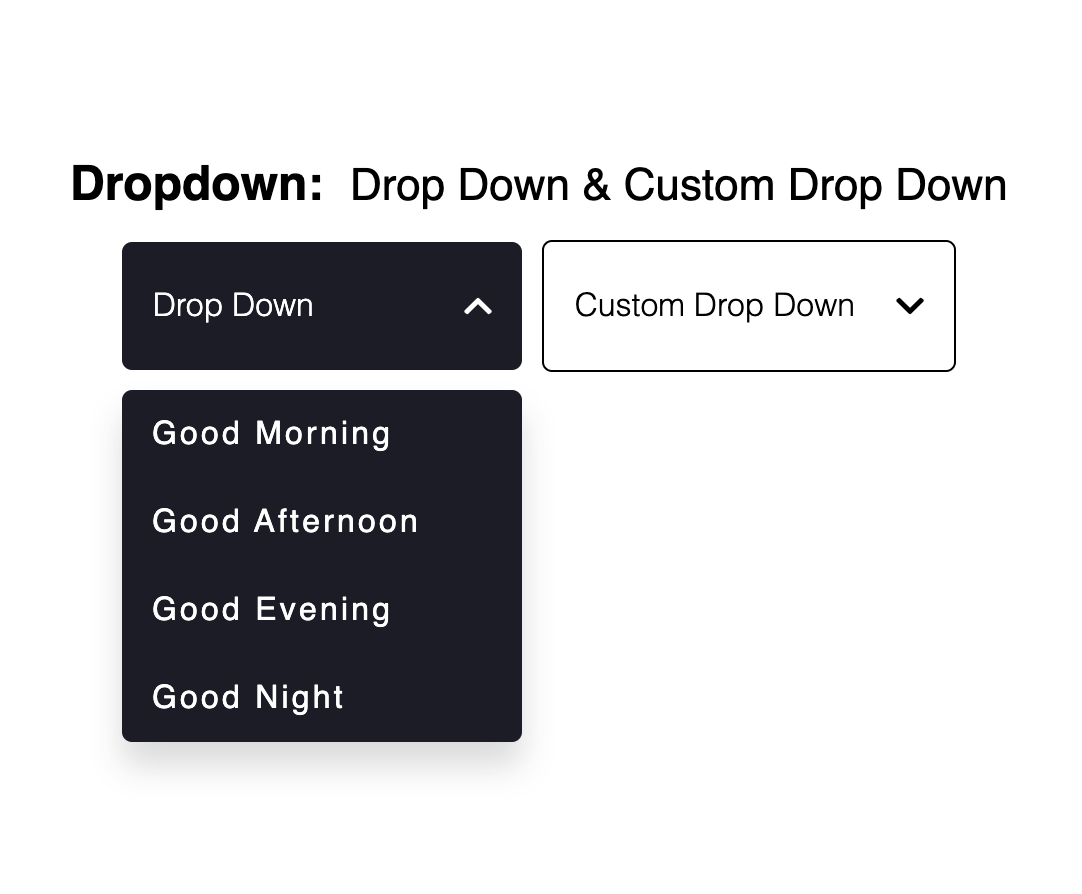 Dropdown: Drop Down & Custom Drop Down
Drop Down
Custom Drop Down
Good Morning
Good Afternoon
Good Evening
Good Night